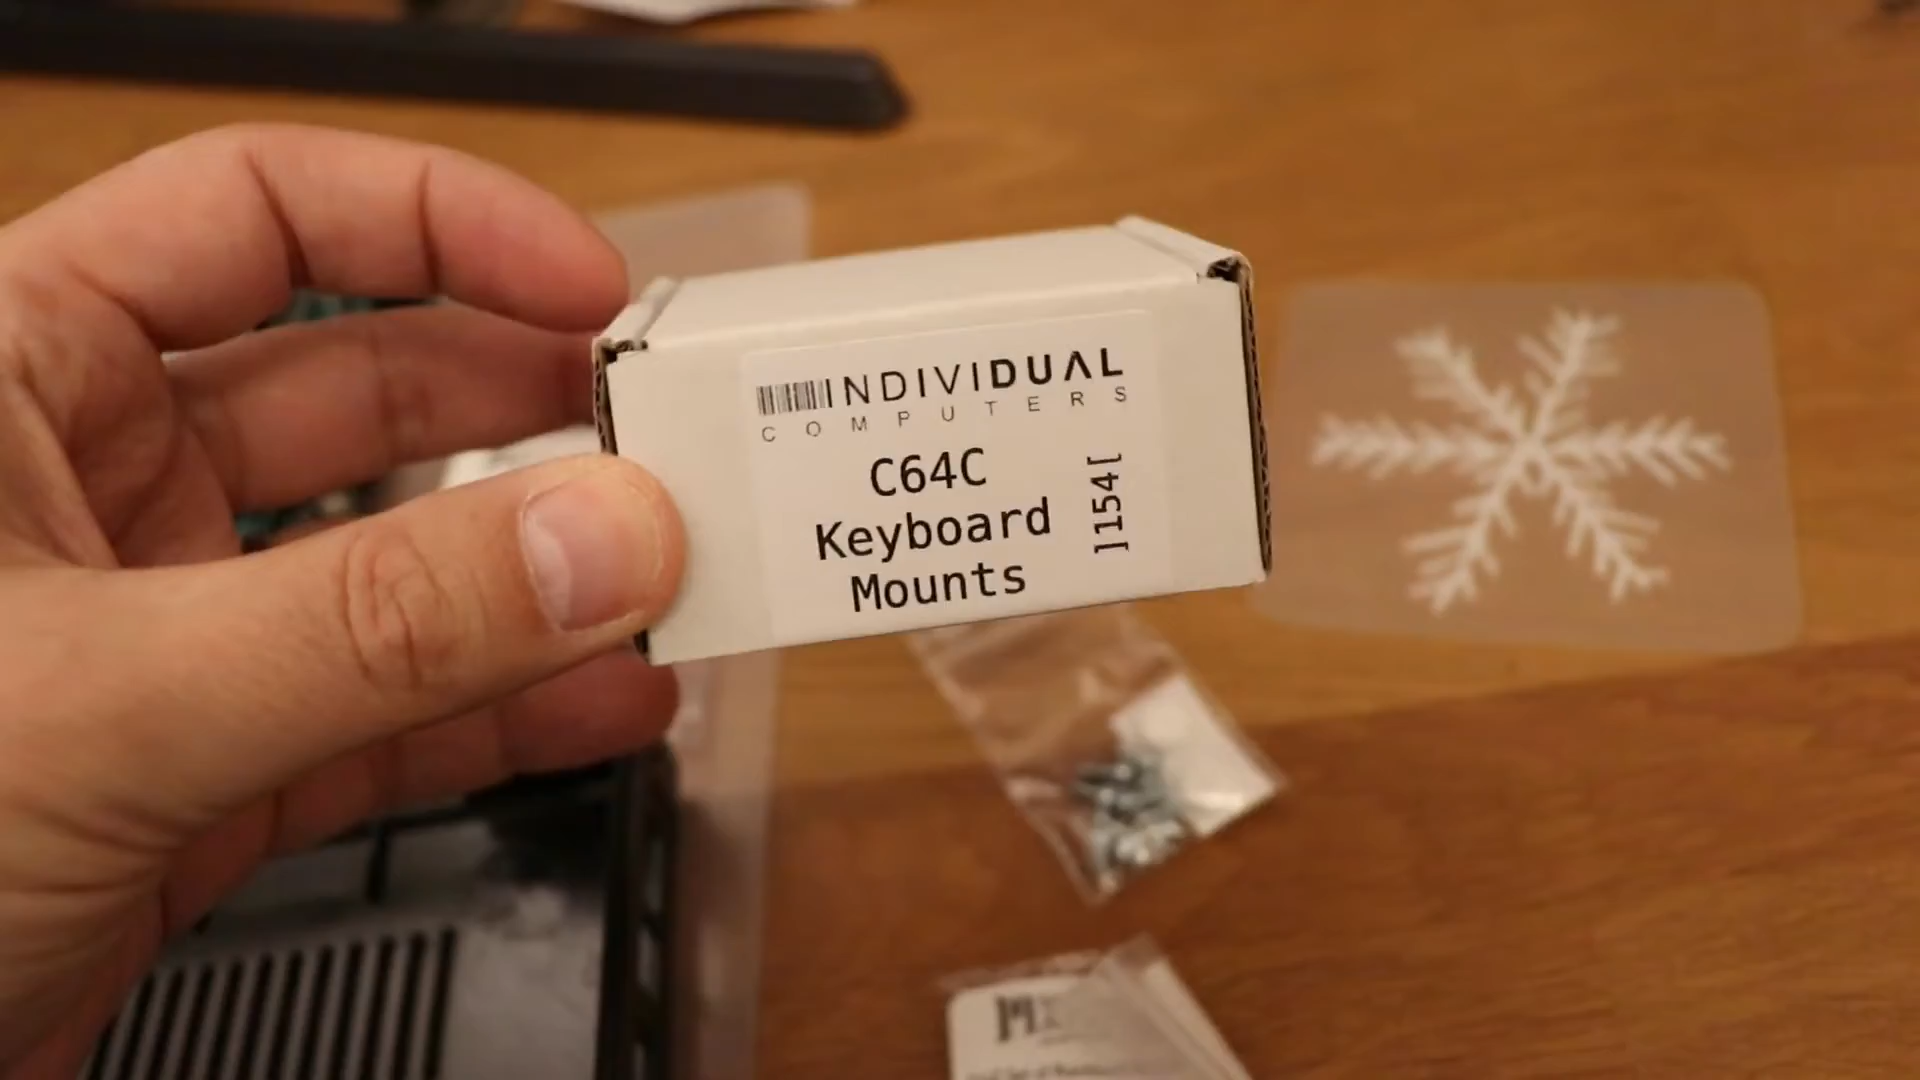 INDIVIDUAL
COMPUTERS
C64C
Keyboard
Mounts
]154[